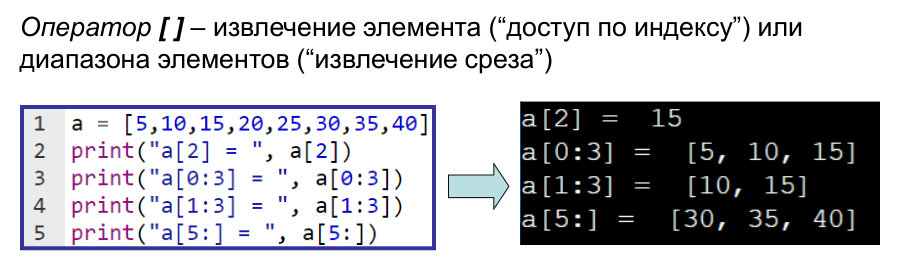 Оператор [ ] – извлечение элемента (“доступ по индексу”) или
диапазона элементов (“извлечение среза”)
1 a = [5,10,15,20,25,30,35,40]
2 print("a[2] = ", a[2])
3 print("a[0:3] = ", a[0:3])
4 print("a[1:3] = ", a[1:3])
5 print("a[5:] = ", a[5:])
a[2] =  15
a[0:3] =  [5, 10, 15]
a[1:3] =  [10, 15]
a[5:] =  [30, 35, 40]